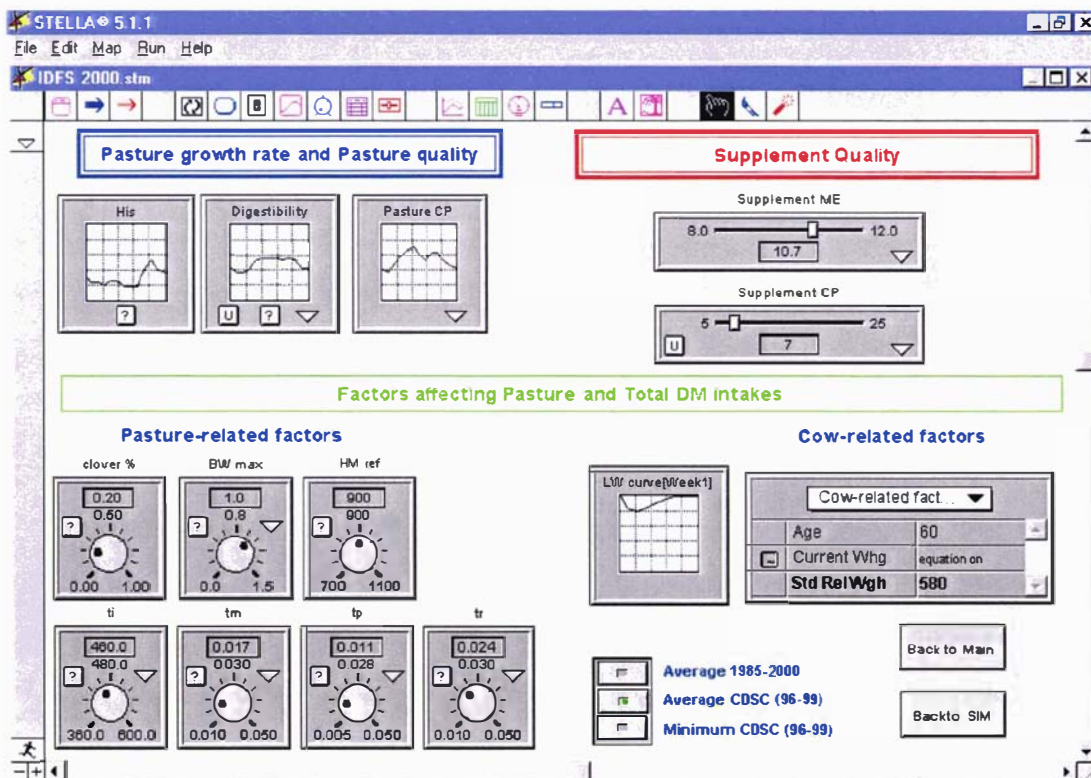 STELLA® 5.1.1
File Edit Map Run Help
IDFS 2000.stm
A
Pasture growth rate and Pasture quality
Supplement Quality
His
?
Digestibility
U ?
Pasture CP
Supplement ME
8.0 12.0
10.7
Supplement CP
5 25
U 7
Factors affecting Pasture and Total DM intakes
Pasture-related factors
Cow-related factors
clover %
0.20
0.50
?
0.00 1.00
BW max
1.0
0.8
?
0.0 1.5
HM ref
900
900
?
700 1100
LW curve[Week1]
Cow-related fact...
Age 60
Current Whg equation on
Std Rel Wgh 580
ti
460.0
480.0
?
360.0 600.0
tm
0.017
0.030
?
0.010 0.050
tp
0.011
0.028
?
0.005 0.050
tr
0.024
0.030
?
0.010 0.050
Average 1985-2000
Average CDSC (96-99)
Minimum CDSC (96-99)
Back to Main
Backto SIM